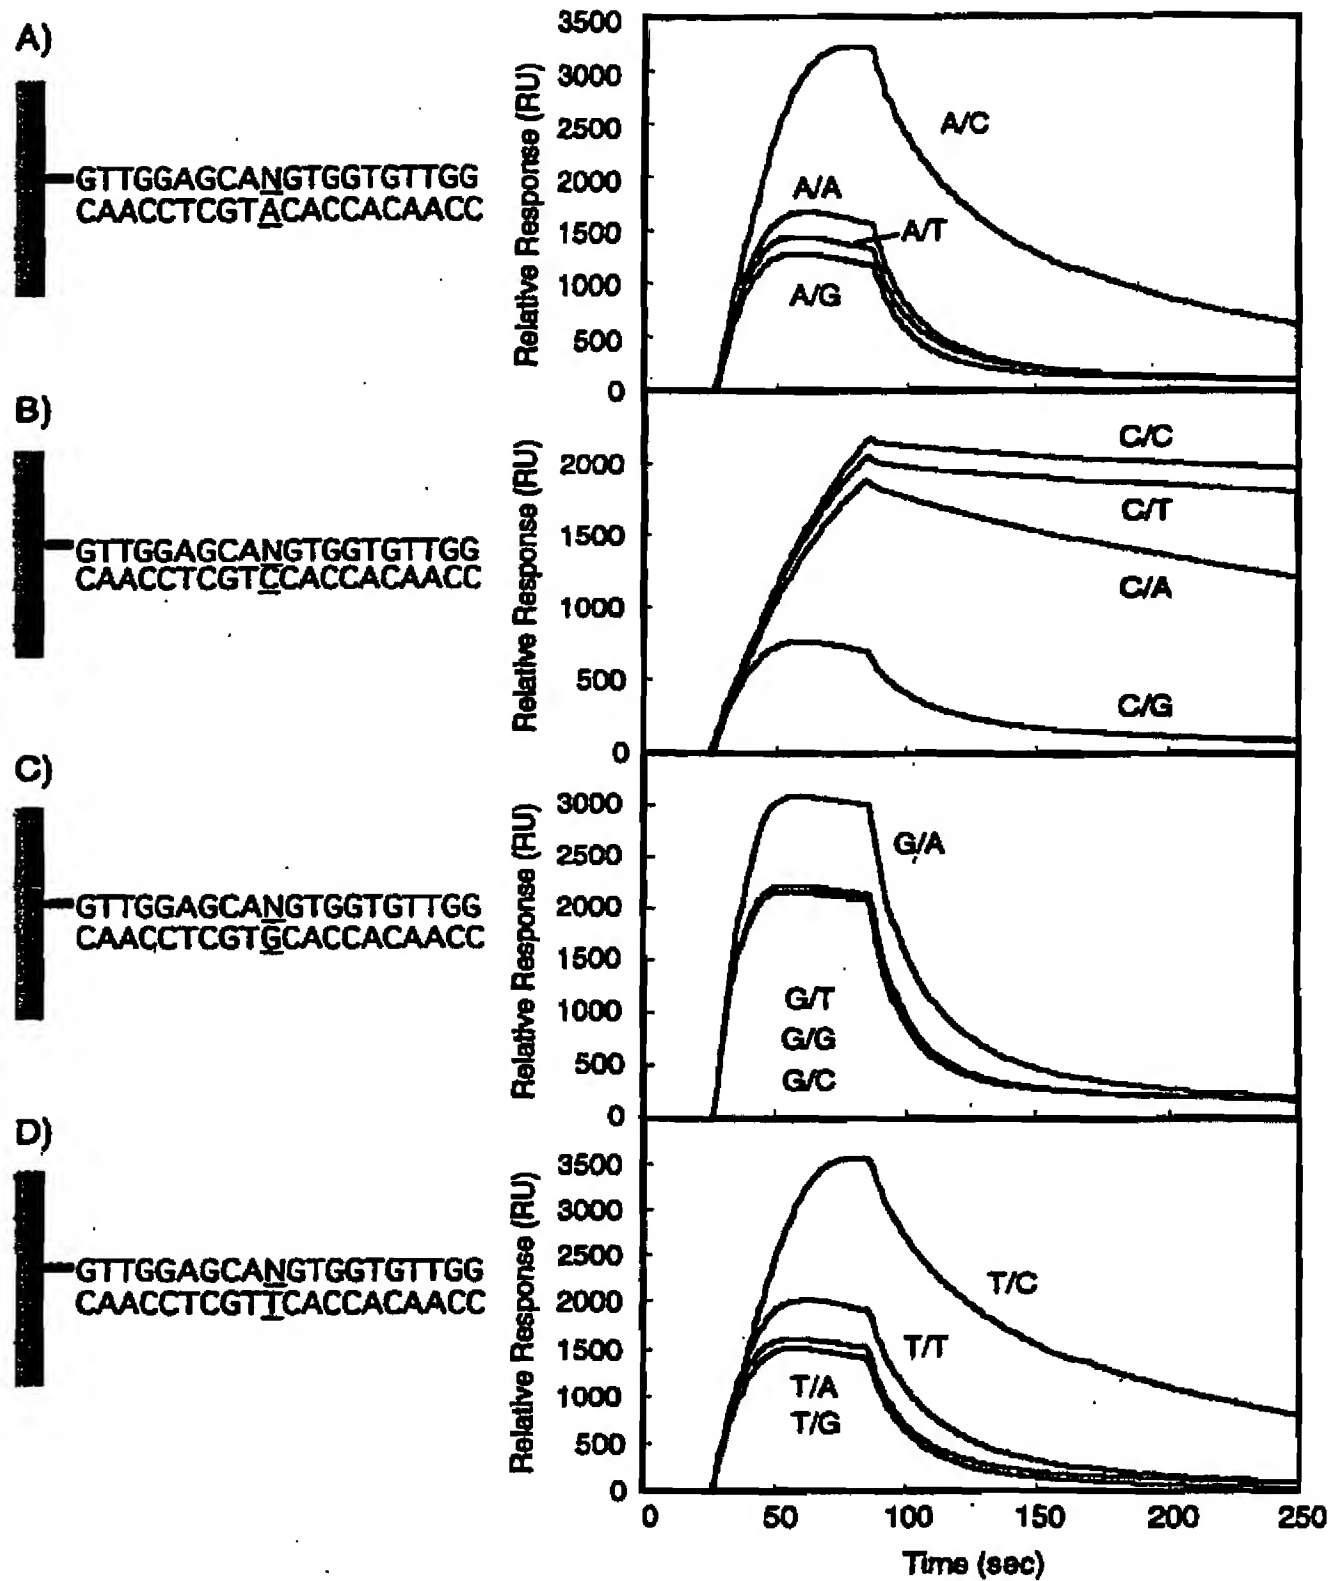 A)
GTTGGAGCANGTGGTGTTGG
CAACCTCGTACACCACAACC
Relative Response (RU)
3500
3000
2500
2000
1500
1000
500
0
A/C
A/A
A/T
A/G
B)
GTTGGAGCANGTGGTGTTGG
CAACCTCGTCCACCACAACC
Relative Response (RU)
2000
1500
1000
500
0
C/C
C/T
C/A
C/G
C)
GTTGGAGCANGTGGTGTTGG
CAACCTCGTGCACCACAACC
Relative Response (RU)
3000
2500
2000
1500
1000
500
0
G/A
G/T
G/G
G/C
D)
GTTGGAGCANGTGGTGTTGG
CAACCTCGTTCACCACAACC
Relative Response (RU)
3500
3000
2500
2000
1500
1000
500
0
T/C
T/T
T/A
T/G
0 50 100 150 200 250
Time (sec)